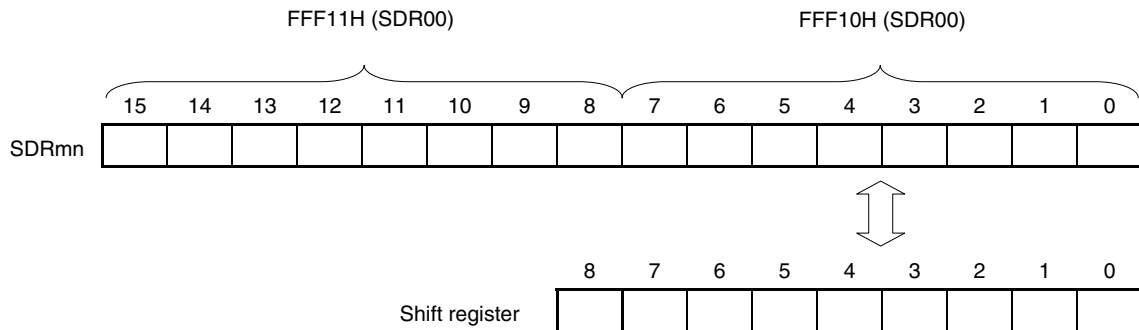 FFF11H (SDR00) FFF10H (SDR00)
15 14 13 12 11 10 9 8 7 6 5 4 3 2 1 0
SDRmn
8 7 6 5 4 3 2 1 0
Shift register